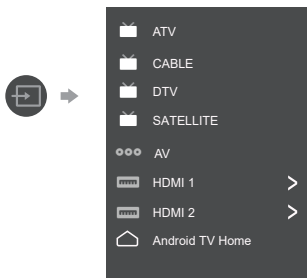 ATV
CABLE
DTV
SATELLITE
AV
HDMI 1
HDMI 2
Android TV Home